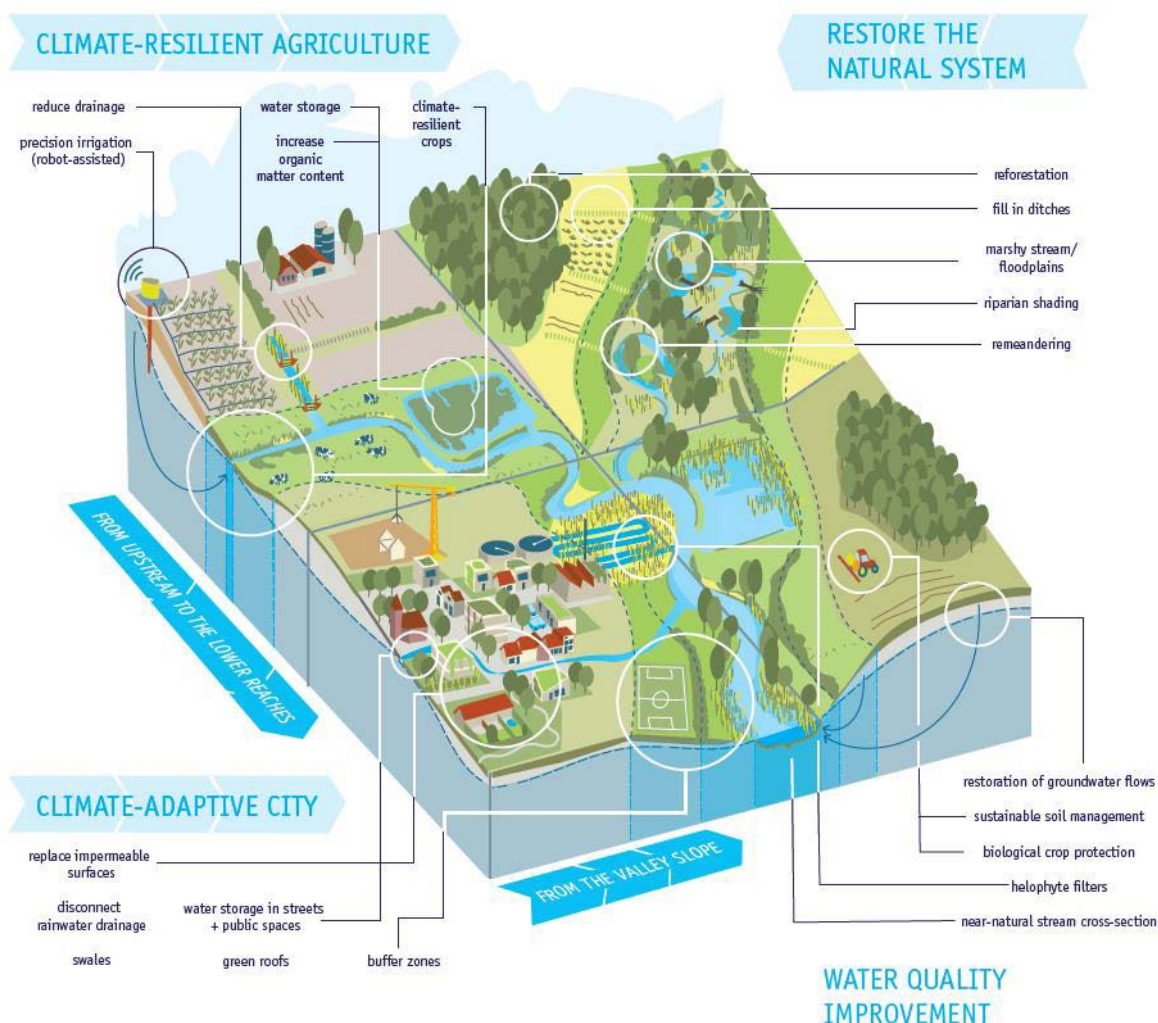 CLIMATE-RESILIENT AGRICULTURE
RESTORE THE
NATURAL SYSTEM
reduce drainage
precision irrigation
(robot-assisted)
water storage
increase
organic
matter content
climate-
resilient
crops
reforestation
fill in ditches
marshy stream/
floodplains
riparian shading
remeandering
FROM UPSTREAM TO THE LOWER REACHES
FROM THE VALLEY SLOPE
CLIMATE-ADAPTIVE CITY
replace impermeable
surfaces
disconnect
rainwater drainage
swales
water storage in streets
+ public spaces
green roofs
buffer zones
restoration of groundwater flows
sustainable soil management
biological crop protection
helophyte filters
near-natural stream cross-section
WATER QUALITY
IMPROVEMENT